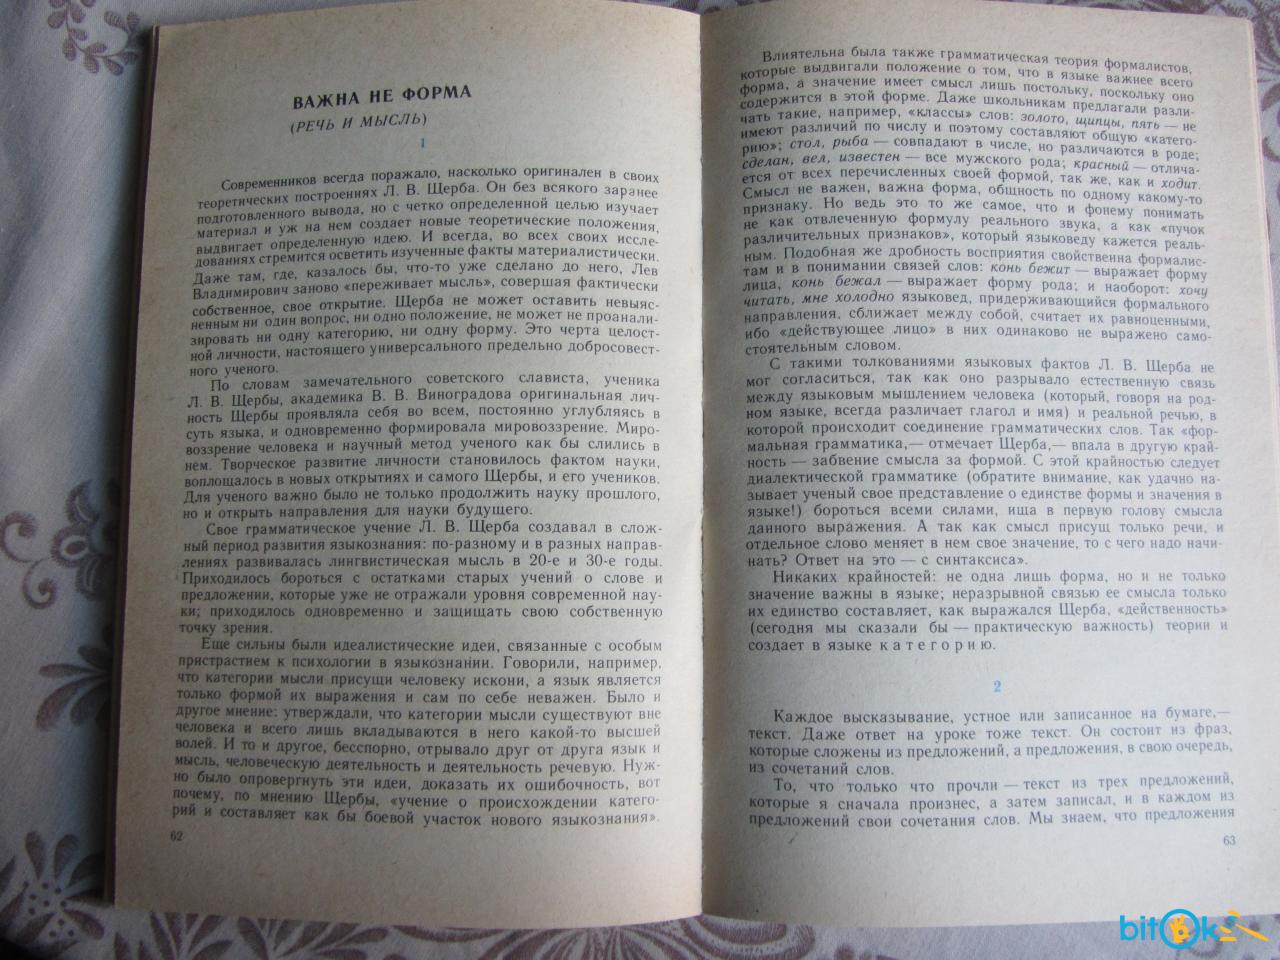 ВАЖНА НЕ ФОРМА
(РЕЧЬ И МЫСЛЬ)
1
Современников всегда поражало, насколько оригинален в своих
теоретических построениях Л. В. Щерба. Он без всякого заранее
подготовленного вывода, но с четко определенной целью изучает
материал и уж на нем создает новые теоретические положения,
выдвигает определенную идею. И всегда, во всех своих иссле-
дованиях стремится осветить изученные факты материалистически.
Даже там, где, казалось бы, что-то уже сделано до него, Лев
Владимирович заново «переживает мысль», совершая фактически
собственное, свое открытие. Щерба не может оставить невыяс-
ненным ни один вопрос, ни одно положение, не может не проанали-
зировать ни одну категорию, ни одну форму. Это черта целост-
ной личности, настоящего универсального предельно добросовест-
ного ученого.
По словам замечательного советского слависта, ученика
Л. В. Щербы, академика В. В. Виноградова оригинальная лич-
ность Щербы проявляла себя во всем, постоянно углубляясь в
суть языка, и одновременно формировала мировоззрение. Миро-
воззрение человека и научный метод ученого как бы слились в
нем. Творческое развитие личности становилось фактом науки,
воплощалось в новых открытиях и самого Щербы, и его учеников.
Для ученого важно было не только продолжить науку прошлого,
но и открыть направления для науки будущего.
Свое грамматическое учение Л. В. Щерба создавал в слож-
ный период развития языкознания: по-разному и в разных направ-
лениях развивалась лингвистическая мысль в 20-е и 30-е годы.
Приходилось бороться с остатками старых учений о слове и
предложении, которые уже не отражали уровня современной нау-
ки; приходилось одновременно и защищать свою собственную
точку зрения.
Еще сильны были идеалистические идеи, связанные с особым
пристрастием к психологии в языкознании. Говорили, например,
что категории мысли присущи человеку искони, а язык является
только формой их выражения и сам по себе неважен. Было и
другое мнение: утверждали, что категории мысли существуют вне
человека и всего лишь вкладываются в него какой-то высшей
волей. И то и другое, бесспорно, отрывало друг от друга язык и
мысль, человеческую деятельность и деятельность речевую. Нуж-
но было опровергнуть эти идеи, доказать их ошибочность, вот
почему, по мнению Щербы, «учение о происхождении катего-
рий и составляет как бы боевой участок нового языкознания».
62
Влиятельна была также грамматическая теория формалистов,
которые выдвигали положение о том, что в языке важнее всего
форма, а значение имеет смысл лишь постольку, поскольку оно
содержится в этой форме. Даже школьникам предлагали разли-
чать такие, например, «классы» слов: золото, щипцы, пять — не
имеют различий по числу и поэтому составляют общую «катего-
рию»; стол, рыба — совпадают в числе, но различаются в роде;
сделан, вел, известен — все мужского рода; красный — отлича-
ется от всех перечисленных своей формой, так же, как и ходит.
Смысл не важен, важна форма, общность по одному какому-то
признаку. Но ведь это то же самое, что и фонему понимать
не как отвлеченную формулу реального звука, а как «пучок
различительных признаков», который языковеду кажется реаль-
ным. Подобная же дробность восприятия свойственна формалис-
там и в понимании связей слов: конь бежит — выражает форму
лица, конь бежал — выражает форму рода; и наоборот: хочу
читать, мне холодно языковед, придерживающийся формального
направления, сближает между собой, считает их равноценными,
ибо «действующее лицо» в них одинаково не выражено само-
стоятельным словом.
С такими толкованиями языковых фактов Л. В. Щерба не
мог согласиться, так как оно разрывало естественную связь
между языковым мышлением человека (который, говоря на род-
ном языке, всегда различает глагол и имя) и реальной речью, в
которой происходит соединение грамматических слов. Так «фор-
мальная грамматика,— отмечает Щерба,— впала в другую край-
ность — забвение смысла за формой. С этой крайностью следует
диалектической грамматике (обратите внимание, как удачно на-
зывает ученый свое представление о единстве формы и значения в
языке!) бороться всеми силами, ища в первую голову смысла
данного выражения. А так как смысл присущ только речи, и
отдельное слово меняет в нем свое значение, то с чего надо начи-
нать? Ответ на это — с синтаксиса».
Никаких крайностей: не одна лишь форма, но и не только
значение важны в языке; неразрывной связью ее смысла только
их единство составляет, как выражался Щерба, «действенность»
(сегодня мы сказали бы — практическую важность) теории и
создает в языке категорию.
2
Каждое высказывание, устное или записанное на бумаге,—
текст. Даже ответ на уроке тоже текст. Он состоит из фраз,
которые сложены из предложений, а предложения, в свою очередь,
из сочетаний слов.
То, что только что прочли — текст из трех предложений,
которые я сначала произнес, а затем записал, и в каждом из
предложений свои сочетания слов. Мы знаем, что предложения
63
bitOk